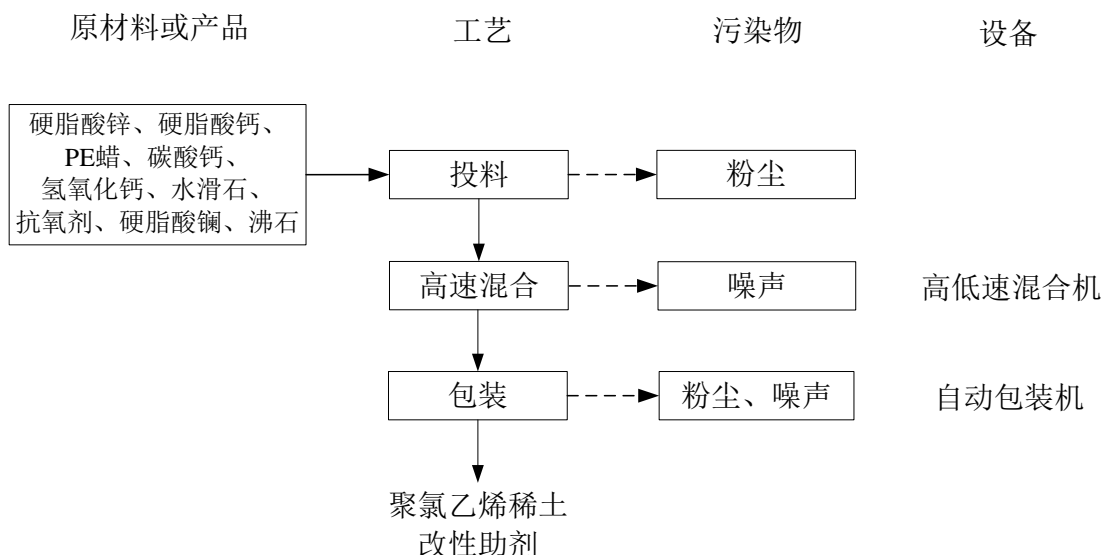 原材料或产品 工艺 污染物 设备
硬脂酸锌、硬脂酸钙、
PE蜡、碳酸钙、
氢氧化钙、水滑石、
抗氧剂、硬脂酸镧、沸石
投料 粉尘
高速混合 噪声 高低速混合机
包装 粉尘、噪声 自动包装机
聚氯乙烯稀土
改性助剂